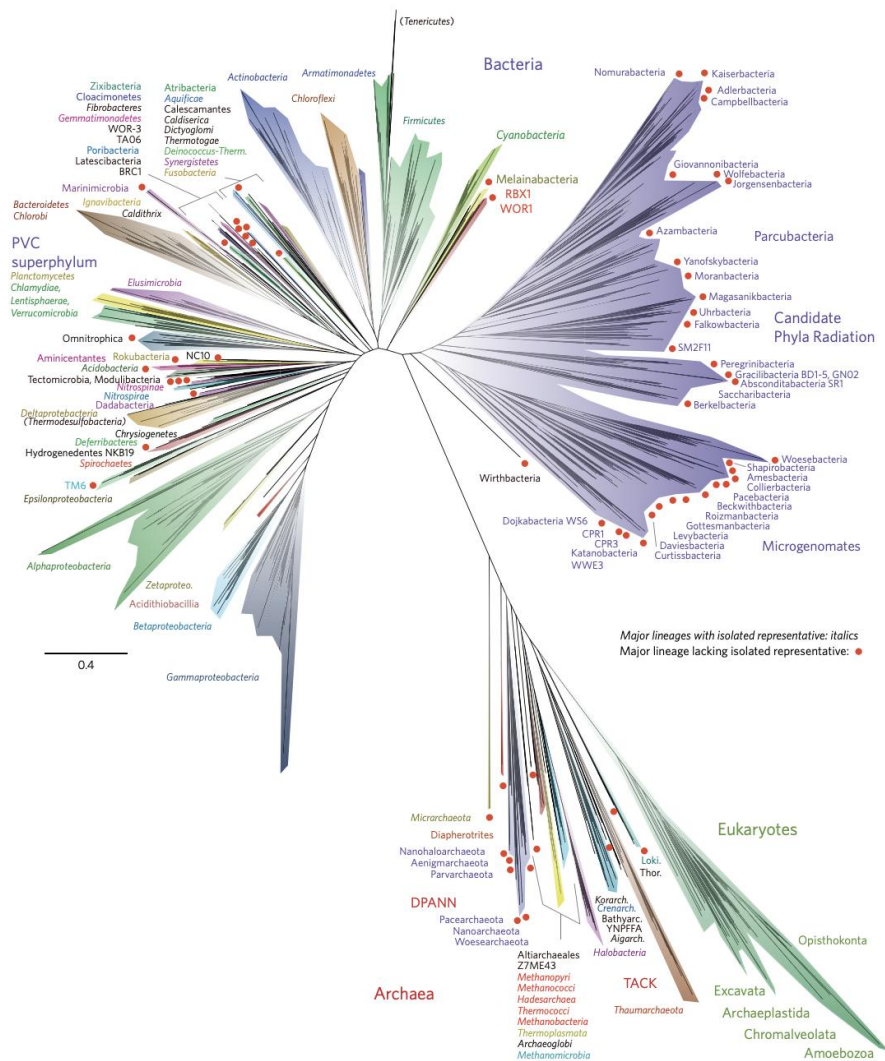 (Tenericutes)
Bacteria
Nomurabacteria
Kaiserbacteria
Adlerbacteria
Campbellbacteria
Zixibacteria
Cloacimonetes
Fibrobacteres
Gemmatimonadetes
WOR-3
TA06
Poribacteria
Latescibacteria
BRC1
Atribacteria
Aquificae
Calescamantes
Caldiserica
Dictyoglomi
Thermotogae
Deinococcus-Therm.
Synergistetes
Fusobacteria
Actinobacteria
Armatimonadetes
Chloroflexi
Firmicutes
Cyanobacteria
Melainabacteria
RBX1
WOR1
Giovannonibacteria
Wolfebacteria
Jorgensenbacteria
Azambacteria
Parcubacteria
Yanofskybacteria
Moranbacteria
Magasanikbacteria
Uhrbacteria
Falkowbacteria
Candidate
Phyla Radiation
SM2F11
Marinimicrobia
Ignavibacteria
Caldithrix
Bacteroidetes
Chlorobi
PVC
superphylum
Planctomycetes
Chlamydiae,
Lentisphaerae,
Verrucomicrobia
Elusimicrobia
Omnitrophica
Aminicentantes
Rokubacteria
NC10
Acidobacteria
Tectomicrobia, Modulibacteria
Nitrospinae
Nitrospirae
Dadabacteria
Deltaprotebacteria
(Thermodesulfobacteria)
Chrysiogenetes
Deferribacteres
Hydrogenedentes NKB19
Spirochaetes
TM6
Epsilonproteobacteria
Peregrinibacteria
Gracilibacteria BD1-5, GN02
Absconditabacteria SR1
Saccharibacteria
Berkelbacteria
Wirthbacteria
Woesebacteria
Shapirobacteria
Amesbacteria
Collierbacteria
Pacebacteria
Beckwithbacteria
Roizmanbacteria
Gottesmanbacteria
Levybacteria
Daviesbacteria
Curtissbacteria
Microgenomates
Dojkabacteria WS6
CPR1
CPR3
Katanobacteria
WWE3
Alphaproteobacteria
Zetaproteo.
Acidithiobacillia
Betaproteobacteria
Gammaproteobacteria
0.4
Major lineages with isolated representative: italics
Major lineage lacking isolated representative:
Micrarchaeota
Diapherotrites
Nanohaloarchaeota
Aenigmarchaeota
Parvarchaeota
DPANN
Pacearchaeota
Nanoarchaeota
Woesearchaeota
Archaea
Altiarchaeales
Z7ME43
Methanopyri
Methanococci
Hadesarchaea
Thermococci
Methanobacteria
Thermoplasmata
Archaeoglobi
Methanomicrobia
Halobacteria
Korarch.
Crenarch.
Bathyarc.
YNPFFA
Aigarch.
Loki.
Thor.
TACK
Thaumarchaeota
Eukaryotes
Opisthokonta
Excavata
Archaeplastida
Chromalveolata
Amoebozoa